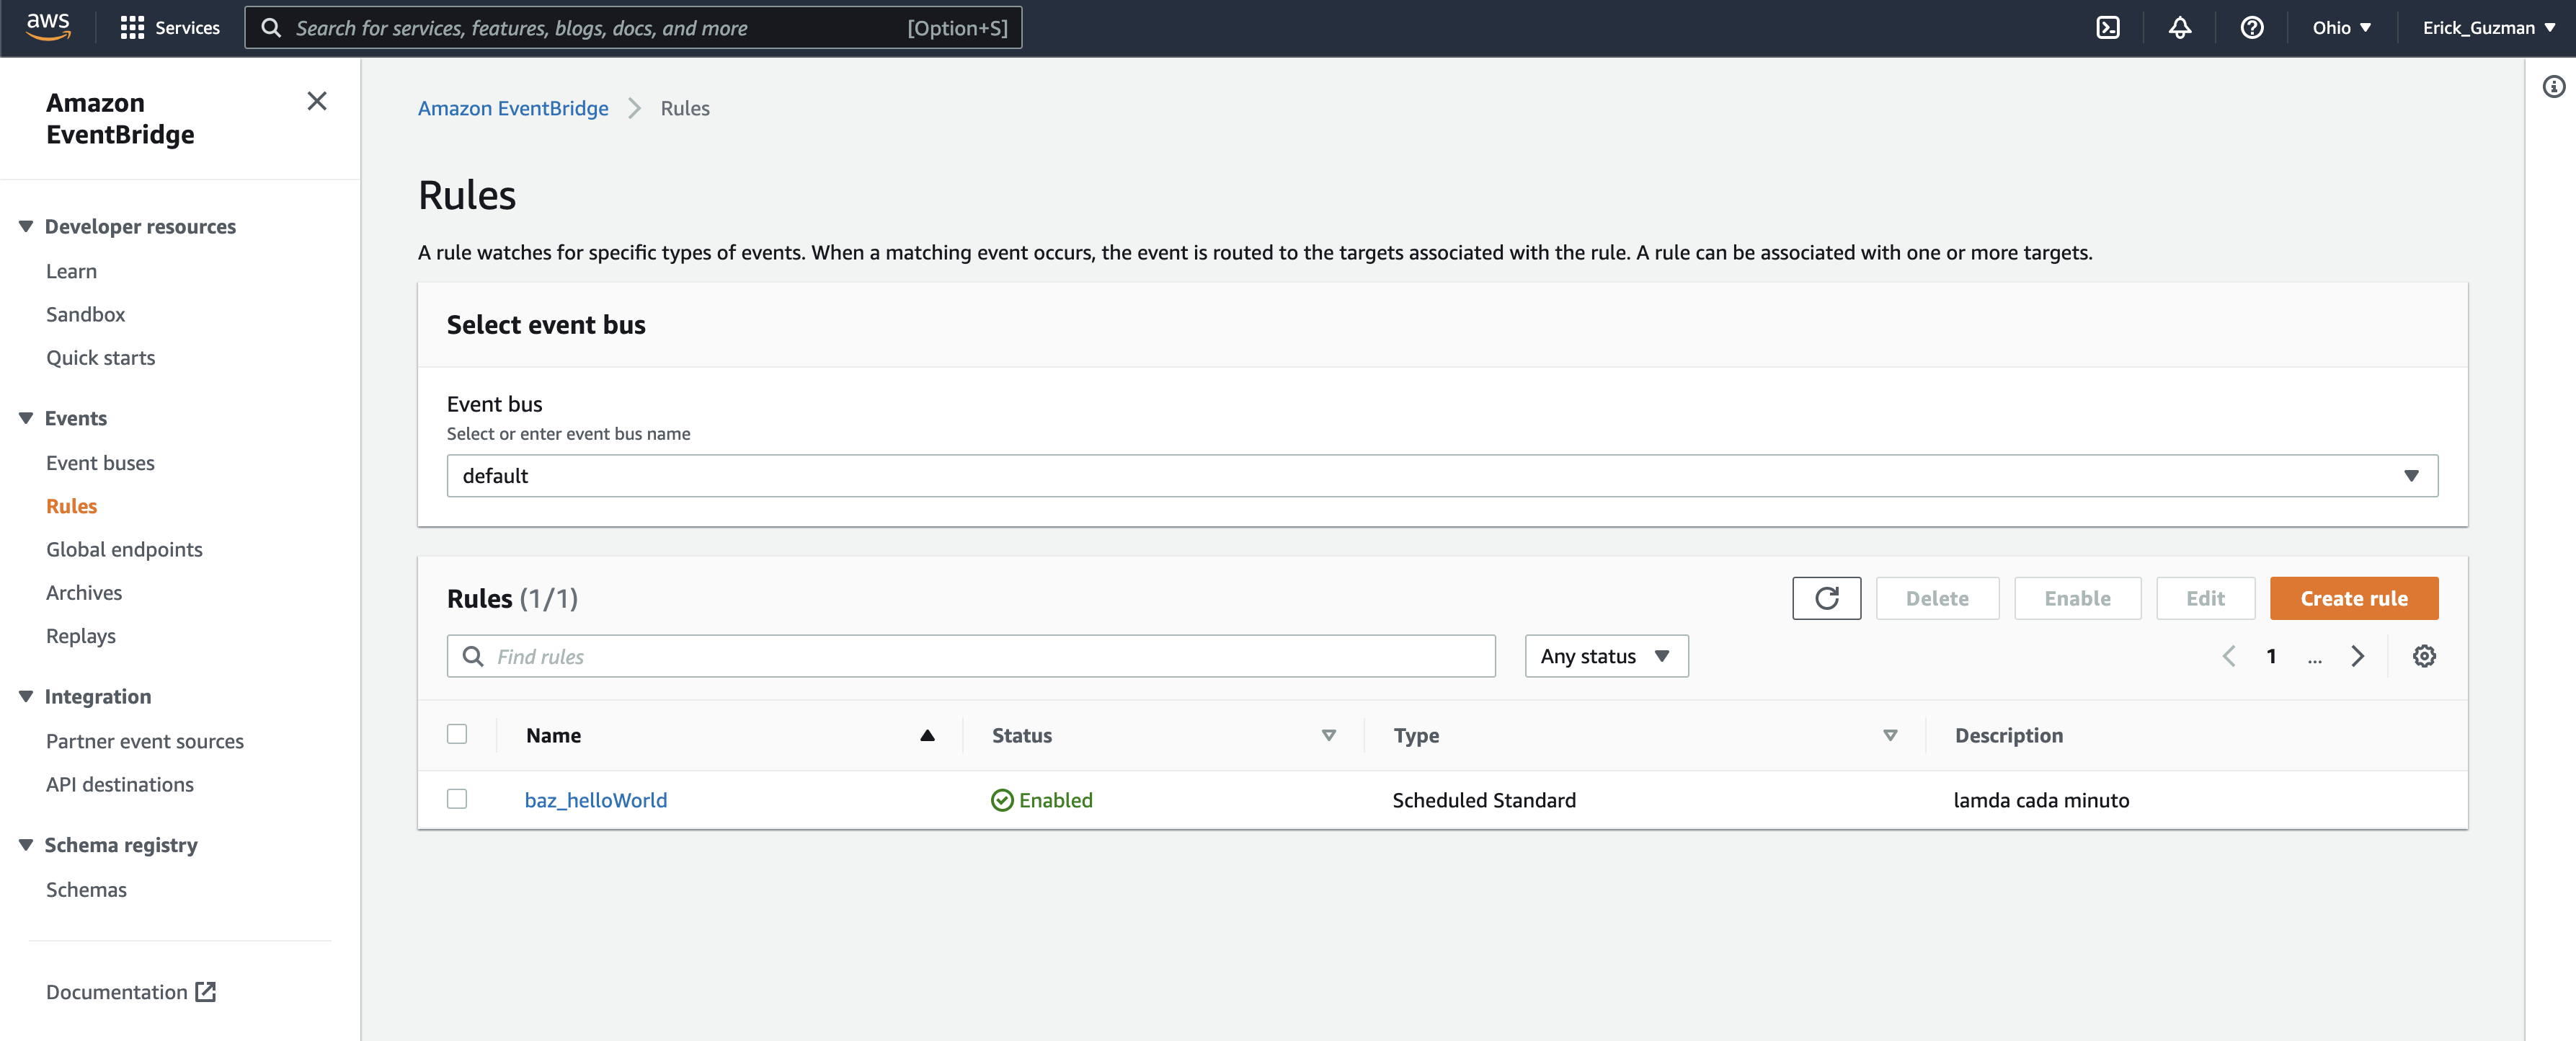 aws
Services
Search for services, features, blogs, docs, and more
[Option+S]
Ohio
Erick_Guzman
Amazon
EventBridge
Developer resources
Learn
Sandbox
Quick starts
Events
Event buses
Rules
Global endpoints
Archives
Replays
Integration
Partner event sources
API destinations
Schema registry
Schemas
Documentation
Amazon EventBridge
Rules
Rules
A rule watches for specific types of events. When a matching event occurs, the event is routed to the targets associated with the rule. A rule can be associated with one or more targets.
Select event bus
Event bus
Select or enter event bus name
default
Rules (1/1)
Delete
Enable
Edit
Create rule
Find rules
Any status
1
...
Name
Status
Type
Description
baz_helloWorld
Enabled
Scheduled Standard
lamda cada minuto